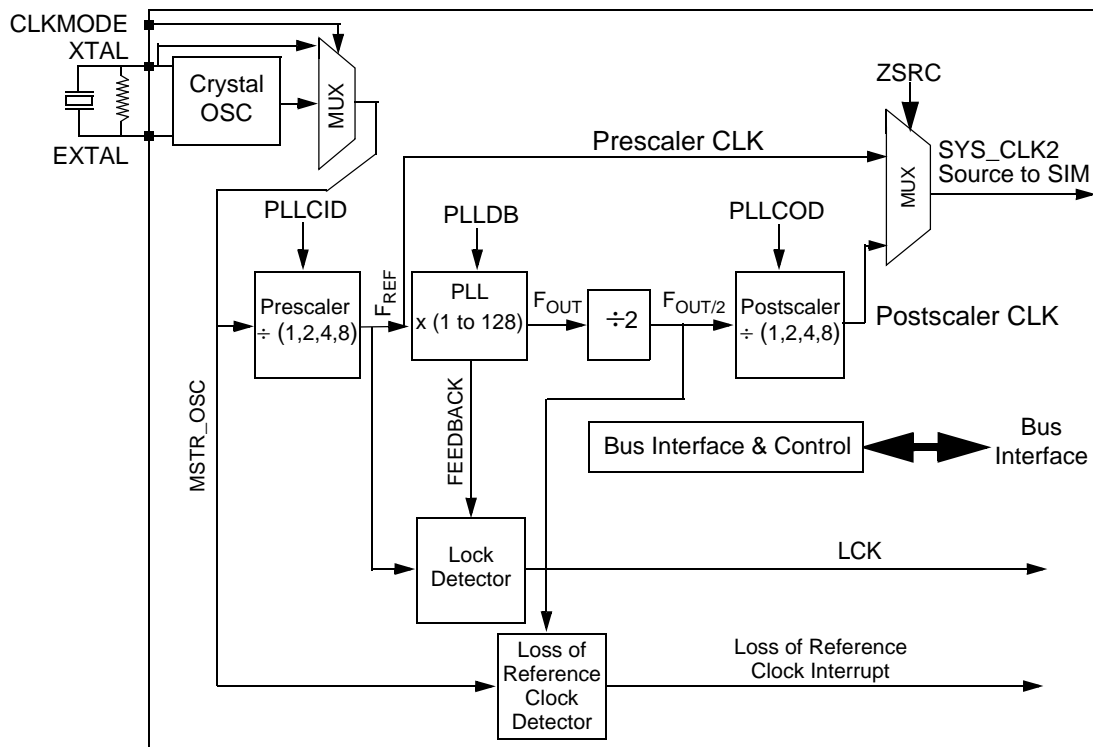 CLKMODE
XTAL
EXTAL
Crystal
OSC
MUX
ZSRC
Prescaler CLK
MUX
SYS_CLK2
Source to SIM
PLLCID
PLLDB
PLLCOD
Prescaler
÷ (1,2,4,8)
FREF
PLL
x (1 to 128)
FOUT
÷2
FOUT/2
Postscaler
÷ (1,2,4,8)
Postscaler CLK
MSTR_OSC
FEEDBACK
Bus Interface & Control
Bus
Interface
Lock
Detector
LCK
Loss of
Reference
Clock
Detector
Loss of Reference
Clock Interrupt